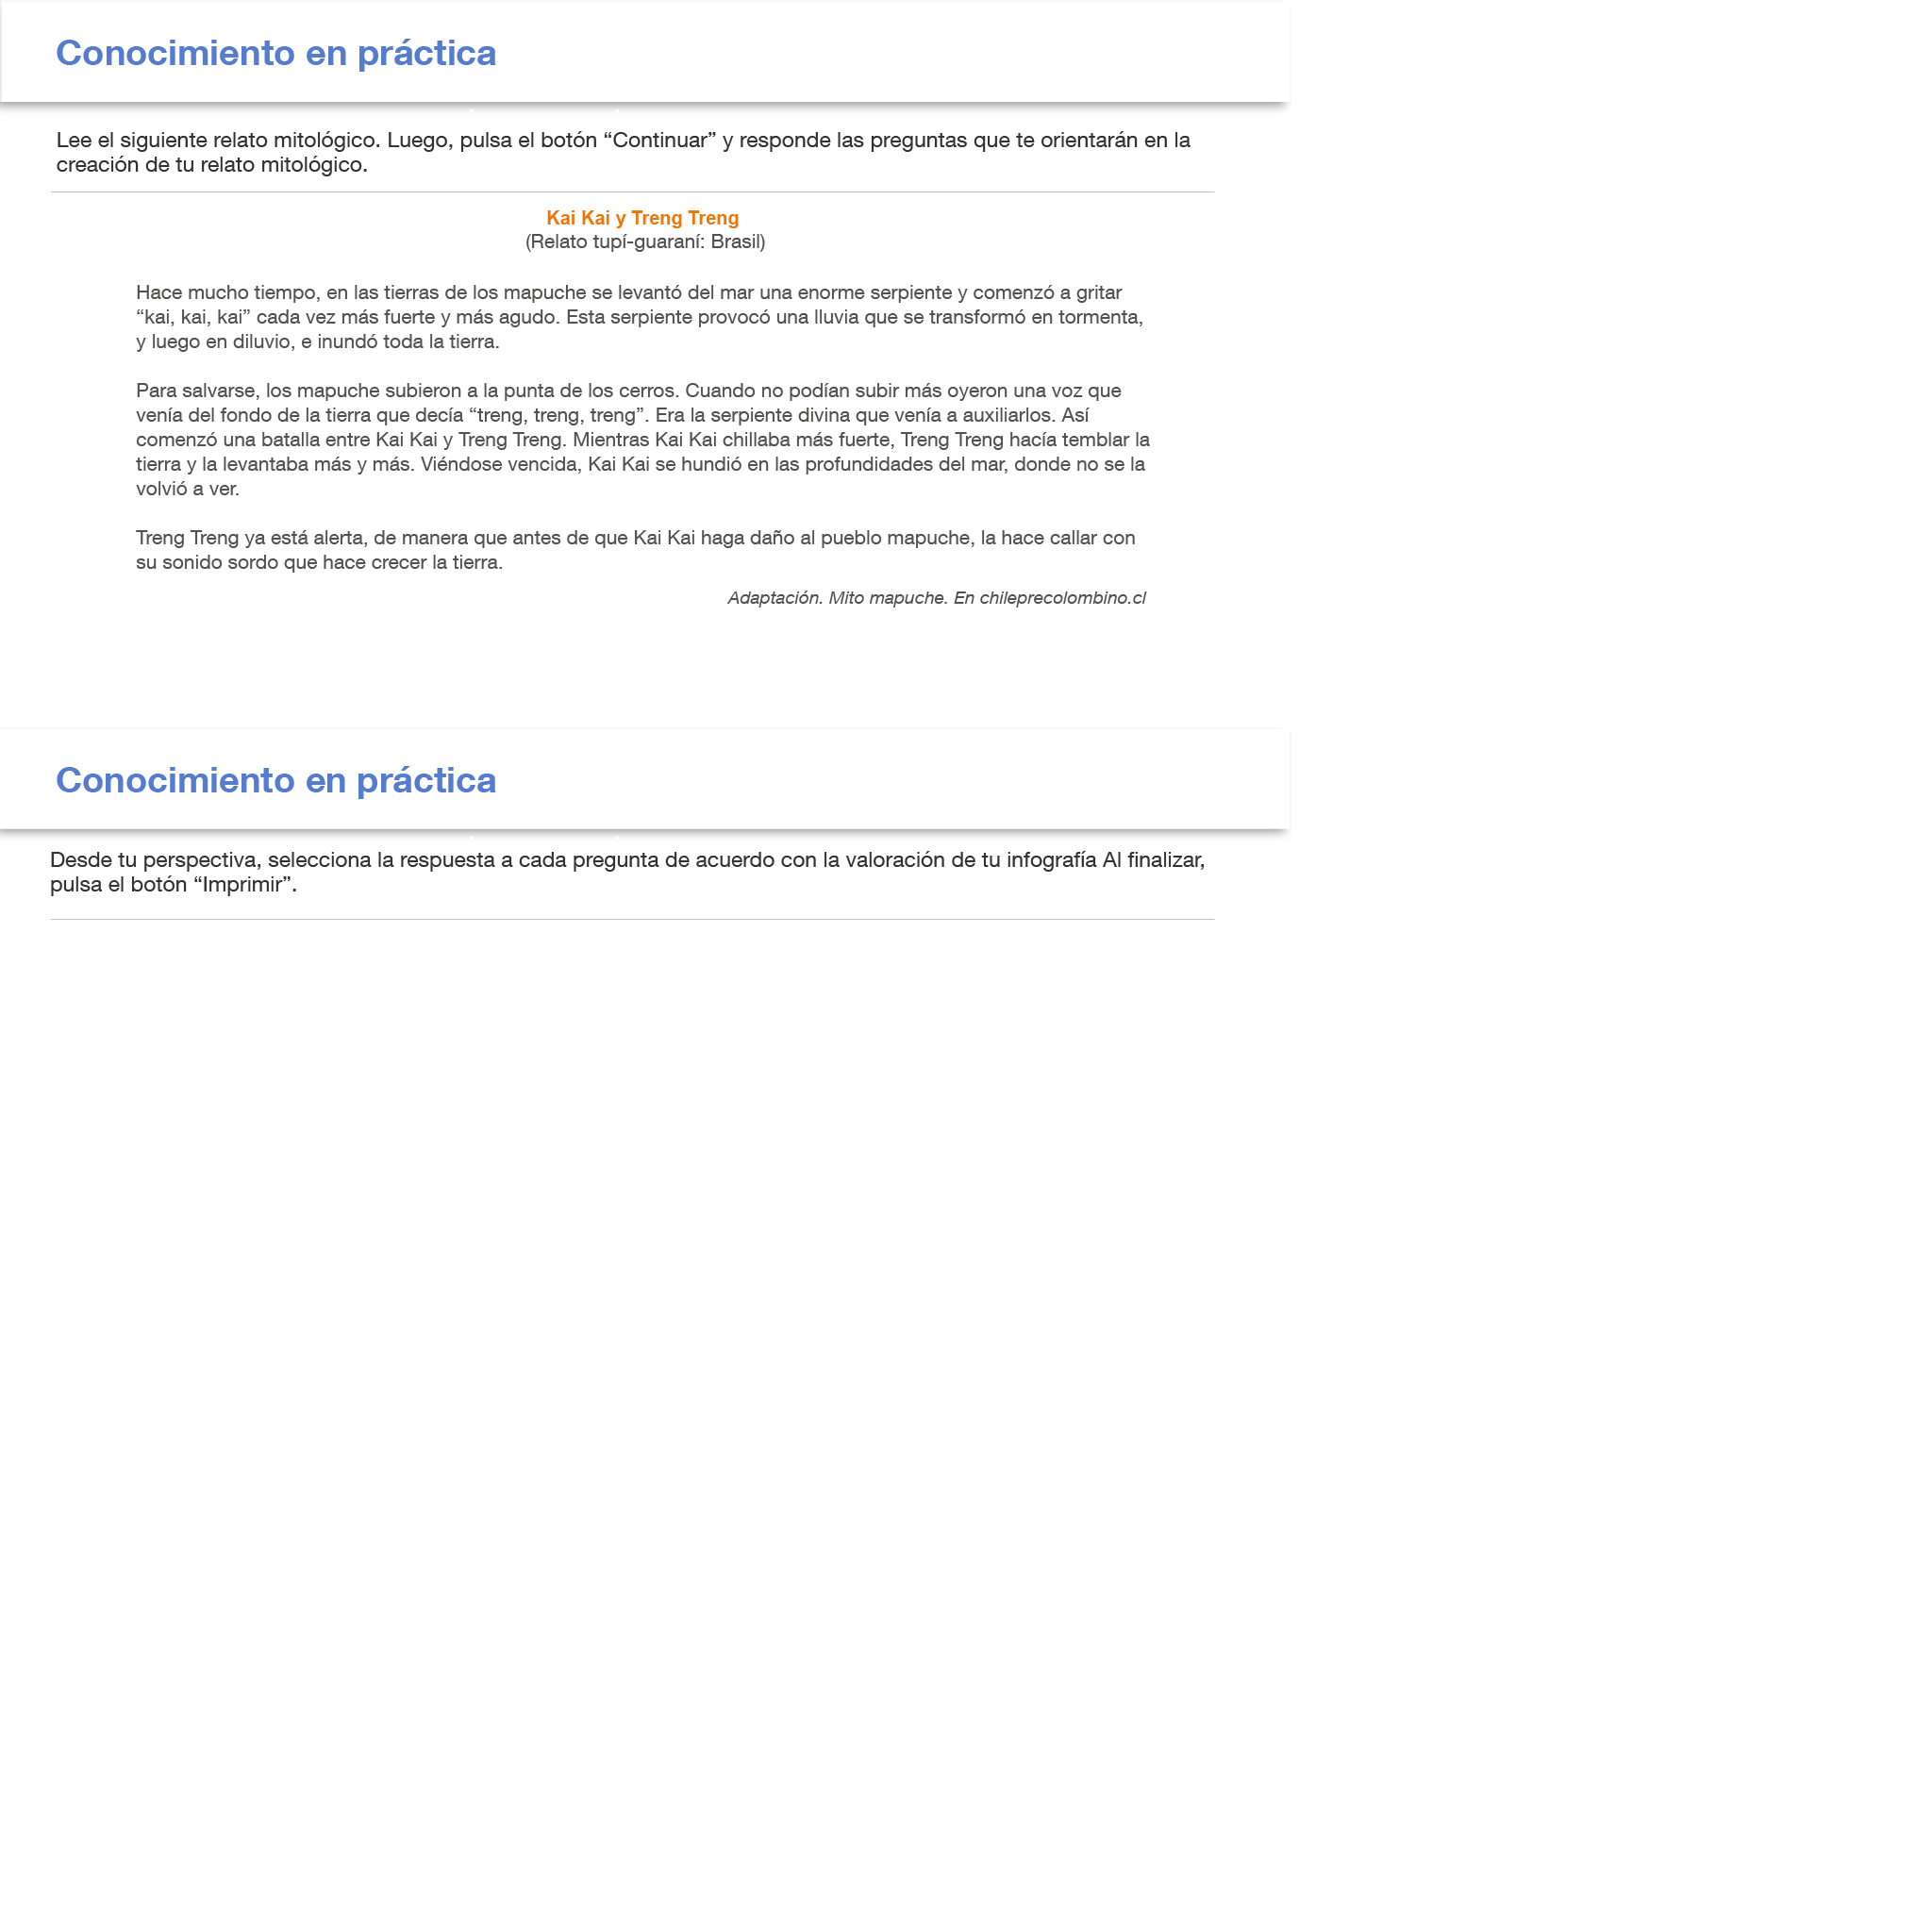 Conocimiento en práctica
Lee el siguiente relato mitológico. Luego, pulsa el botón “Continuar” y responde las preguntas que te orientarán en la
creación de tu relato mitológico.
Kai Kai y Treng Treng
(Relato tupí-guaraní: Brasil)
Hace mucho tiempo, en las tierras de los mapuche se levantó del mar una enorme serpiente y comenzó a gritar
“kai, kai, kai” cada vez más fuerte y más agudo. Esta serpiente provocó una lluvia que se transformó en tormenta,
y luego en diluvio, e inundó toda la tierra.
Para salvarse, los mapuche subieron a la punta de los cerros. Cuando no podían subir más oyeron una voz que
venía del fondo de la tierra que decía “treng, treng, treng”. Era la serpiente divina que venía a auxiliarlos. Así
comenzó una batalla entre Kai Kai y Treng Treng. Mientras Kai Kai chillaba más fuerte, Treng Treng hacía temblar la
tierra y la levantaba más y más. Viéndose vencida, Kai Kai se hundió en las profundidades del mar, donde no se la
volvió a ver.
Treng Treng ya está alerta, de manera que antes de que Kai Kai haga daño al pueblo mapuche, la hace callar con
su sonido sordo que hace crecer la tierra.
Adaptación. Mito mapuche. En chileprecolombino.cl
Conocimiento en práctica
Desde tu perspectiva, selecciona la respuesta a cada pregunta de acuerdo con la valoración de tu infografía Al finalizar,
pulsa el botón “Imprimir”.